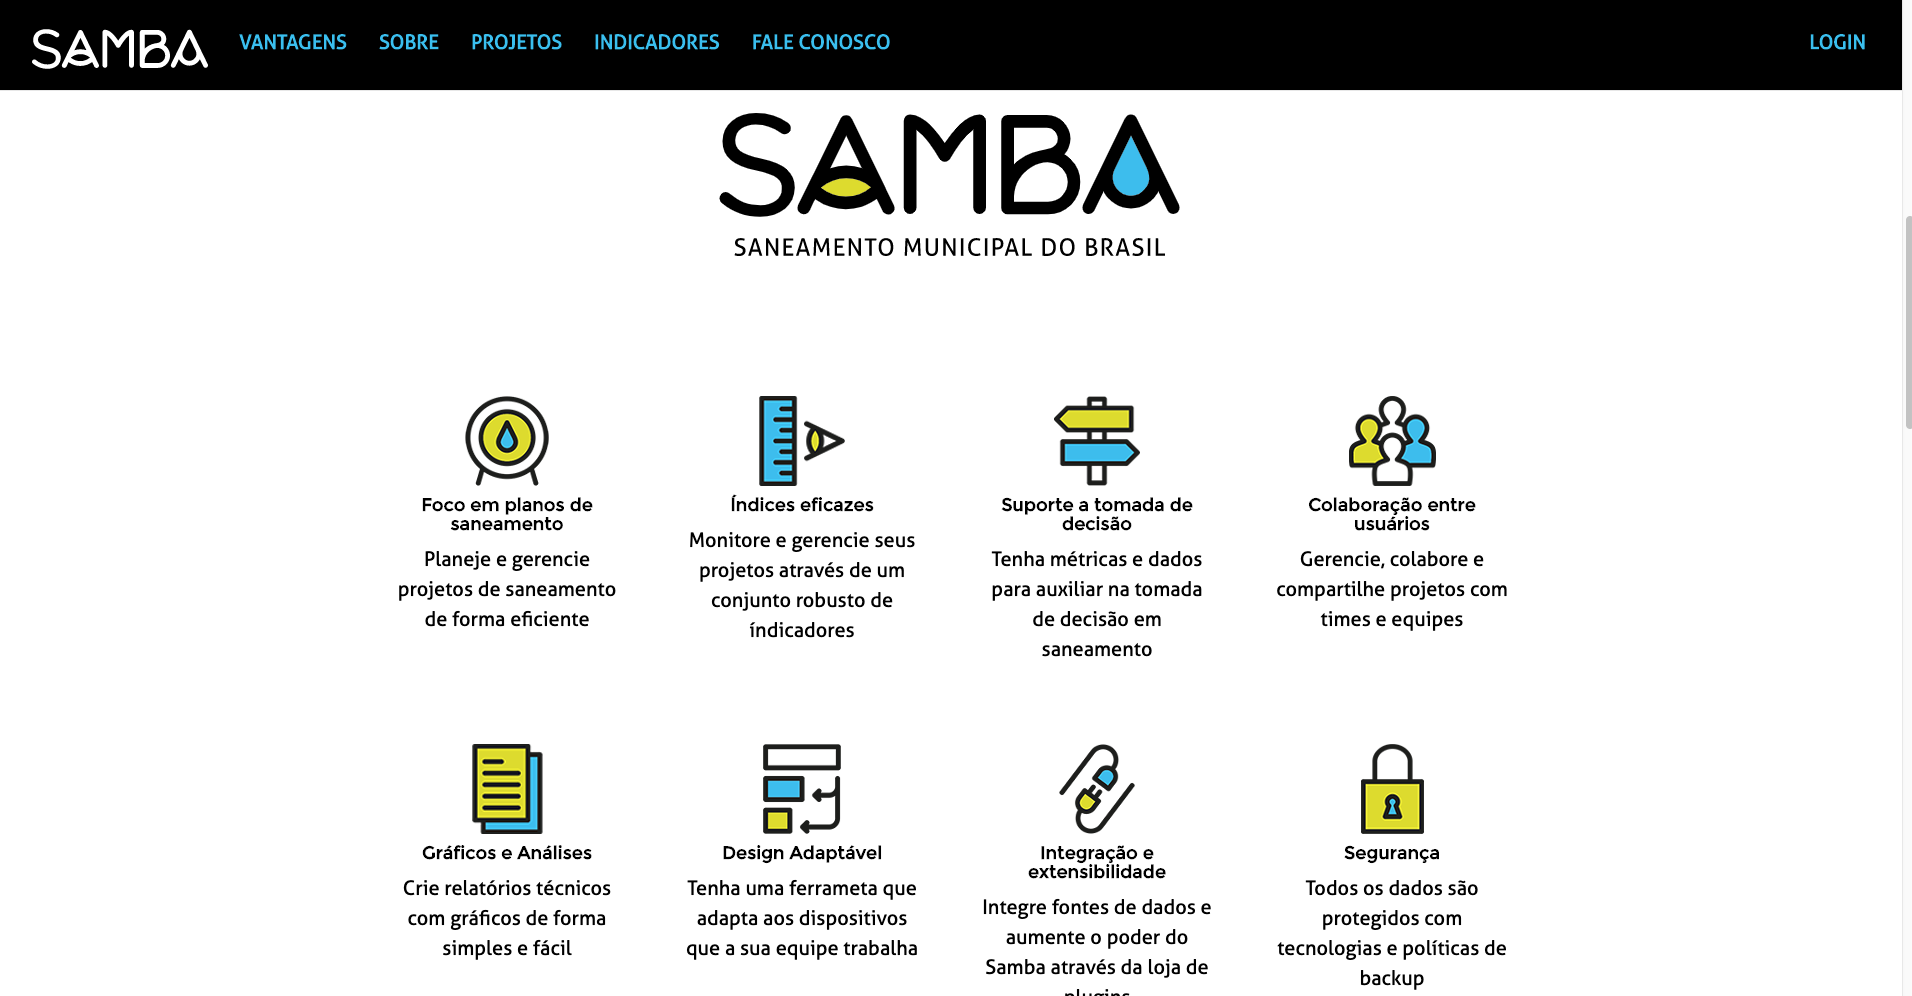 SAMBA VANTAGENS SOBRE PROJETOS INDICADORES FALE CONOSCO LOGIN
SAMBA
SANEAMENTO MUNICIPAL DO BRASIL
Foco em planos de
saneamento
Planeje e gerencie
projetos de saneamento
de forma eficiente
Índices eficazes
Monitore e gerencie seus
projetos através de um
conjunto robusto de
índicadores
Suporte a tomada de
decisão
Tenha métricas e dados
para auxiliar na tomada
de decisão em
saneamento
Colaboração entre
usuários
Gerencie, colabore e
compartilhe projetos com
times e equipes
Gráficos e Análises
Crie relatórios técnicos
com gráficos de forma
simples e fácil
Design Adaptável
Tenha uma ferrameta que
adapta aos dispositivos
que a sua equipe trabalha
Integração e
extensibilidade
Integre fontes de dados e
aumente o poder do
Samba através da loja de
plugins
Segurança
Todos os dados são
protegidos com
tecnologias e políticas de
backup